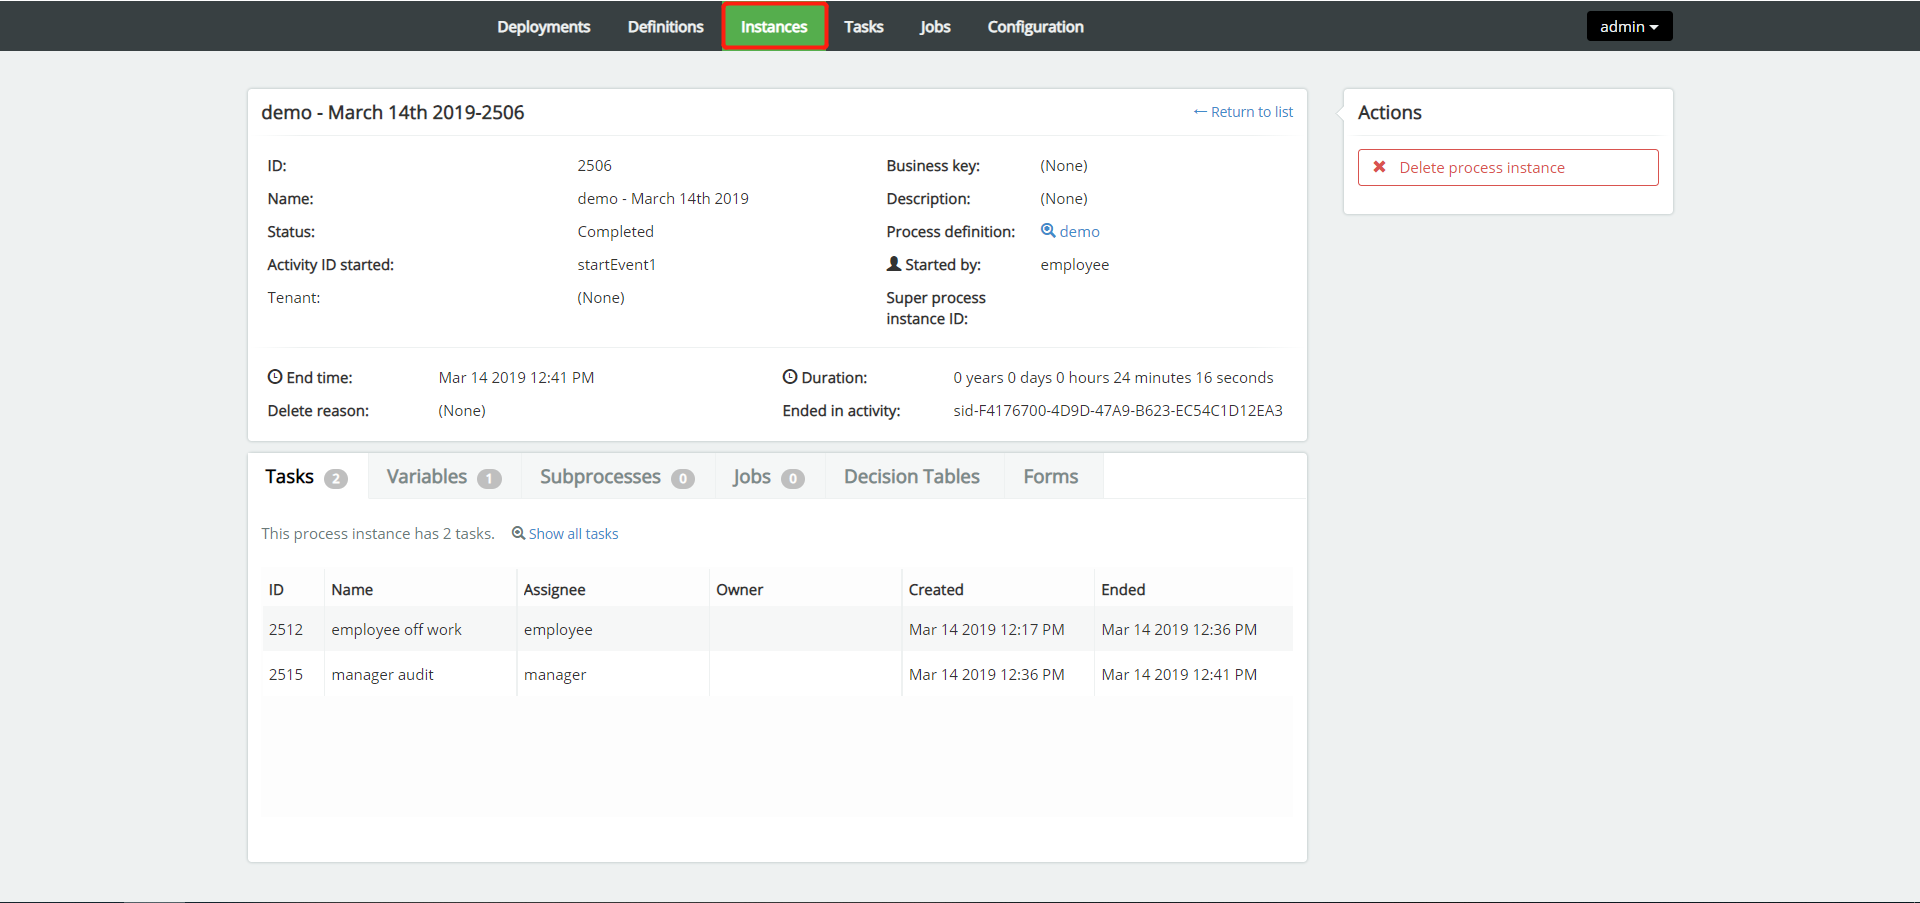 Deployments Definitions Instances Tasks Jobs Configuration admin
demo - March 14th 2019-2506 ← Return to list
Actions
Delete process instance
ID: 2506 Business key: (None)
Name: demo - March 14th 2019 Description: (None)
Status: Completed Process definition: demo
Activity ID started: startEvent1 Started by: employee
Tenant: (None) Super process
instance ID:
End time: Mar 14 2019 12:41 PM Duration: 0 years 0 days 0 hours 24 minutes 16 seconds
Delete reason: (None) Ended in activity: sid-F4176700-4D9D-47A9-B623-EC54C1D12EA3
Tasks 2 Variables 1 Subprocesses 0 Jobs 0 Decision Tables Forms
This process instance has 2 tasks. Show all tasks
ID Name Assignee Owner Created Ended
2512 employee off work employee Mar 14 2019 12:17 PM Mar 14 2019 12:36 PM
2515 manager audit manager Mar 14 2019 12:36 PM Mar 14 2019 12:41 PM